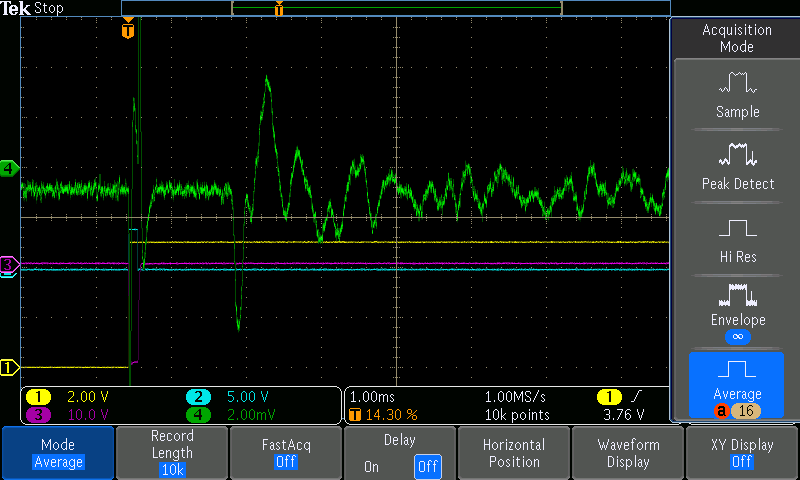 Tek Stop
T
T
Acquisition
Mode
Sample
Peak Detect
Hi Res
Envelope
∞
Average
a 16
4
3
2
1
1 2.00 V 2 5.00 V
3 10.0 V 4 2.00mV
1.00ms 1.00MS/s 1
T 14.30 % 10k points 3.76 V
Mode
Average
Record
Length
10k
FastAcq
Off
Delay
On Off
Horizontal
Position
Waveform
Display
XY Display
Off